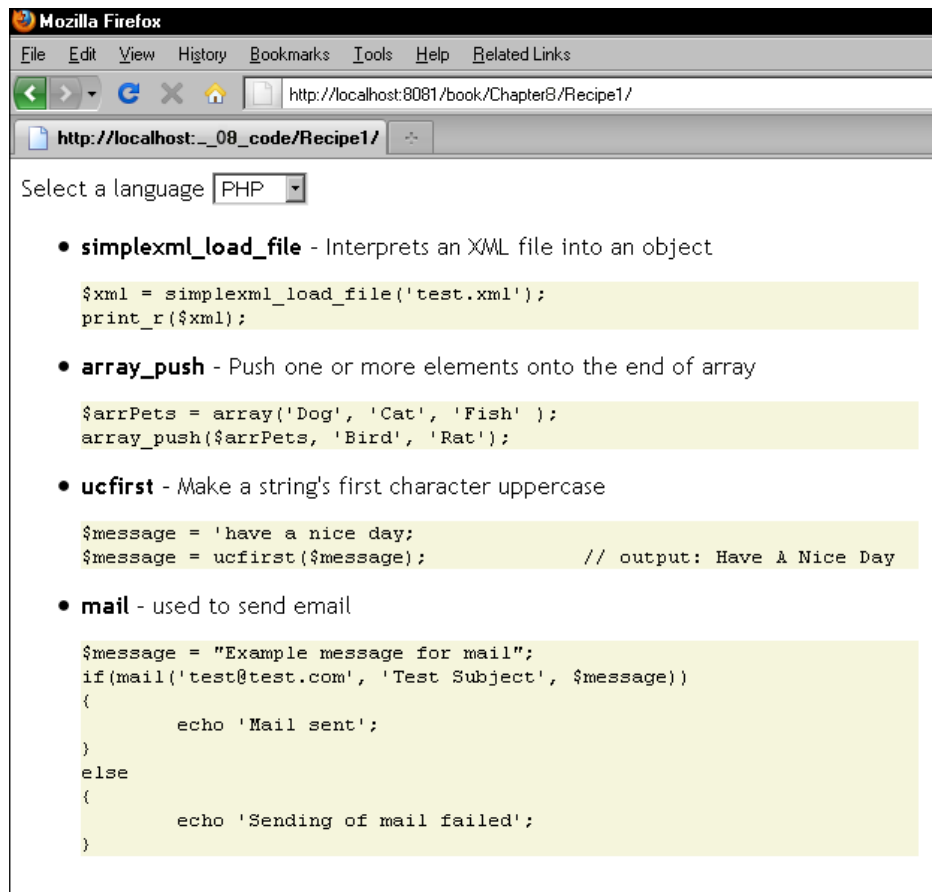 Mozilla Firefox
File Edit View History Bookmarks Tools Help Related Links
http://localhost:8081/book/Chapter8/Recipe1/
http://localhost:..._08_code/Recipe1/
Select a language PHP
• simplexml_load_file - Interprets an XML file into an object
$xml = simplexml_load_file('test.xml');
print_r($xml);
• array_push - Push one or more elements onto the end of array
$arrPets = array('Dog', 'Cat', 'Fish' );
array_push($arrPets, 'Bird', 'Rat');
• ucfirst - Make a string's first character uppercase
$message = 'have a nice day;
$message = ucfirst($message); // output: Have A Nice Day
• mail - used to send email
$message = "Example message for mail";
if(mail('test@test.com', 'Test Subject', $message))
{
echo 'Mail sent';
}
else
{
echo 'Sending of mail failed';
}